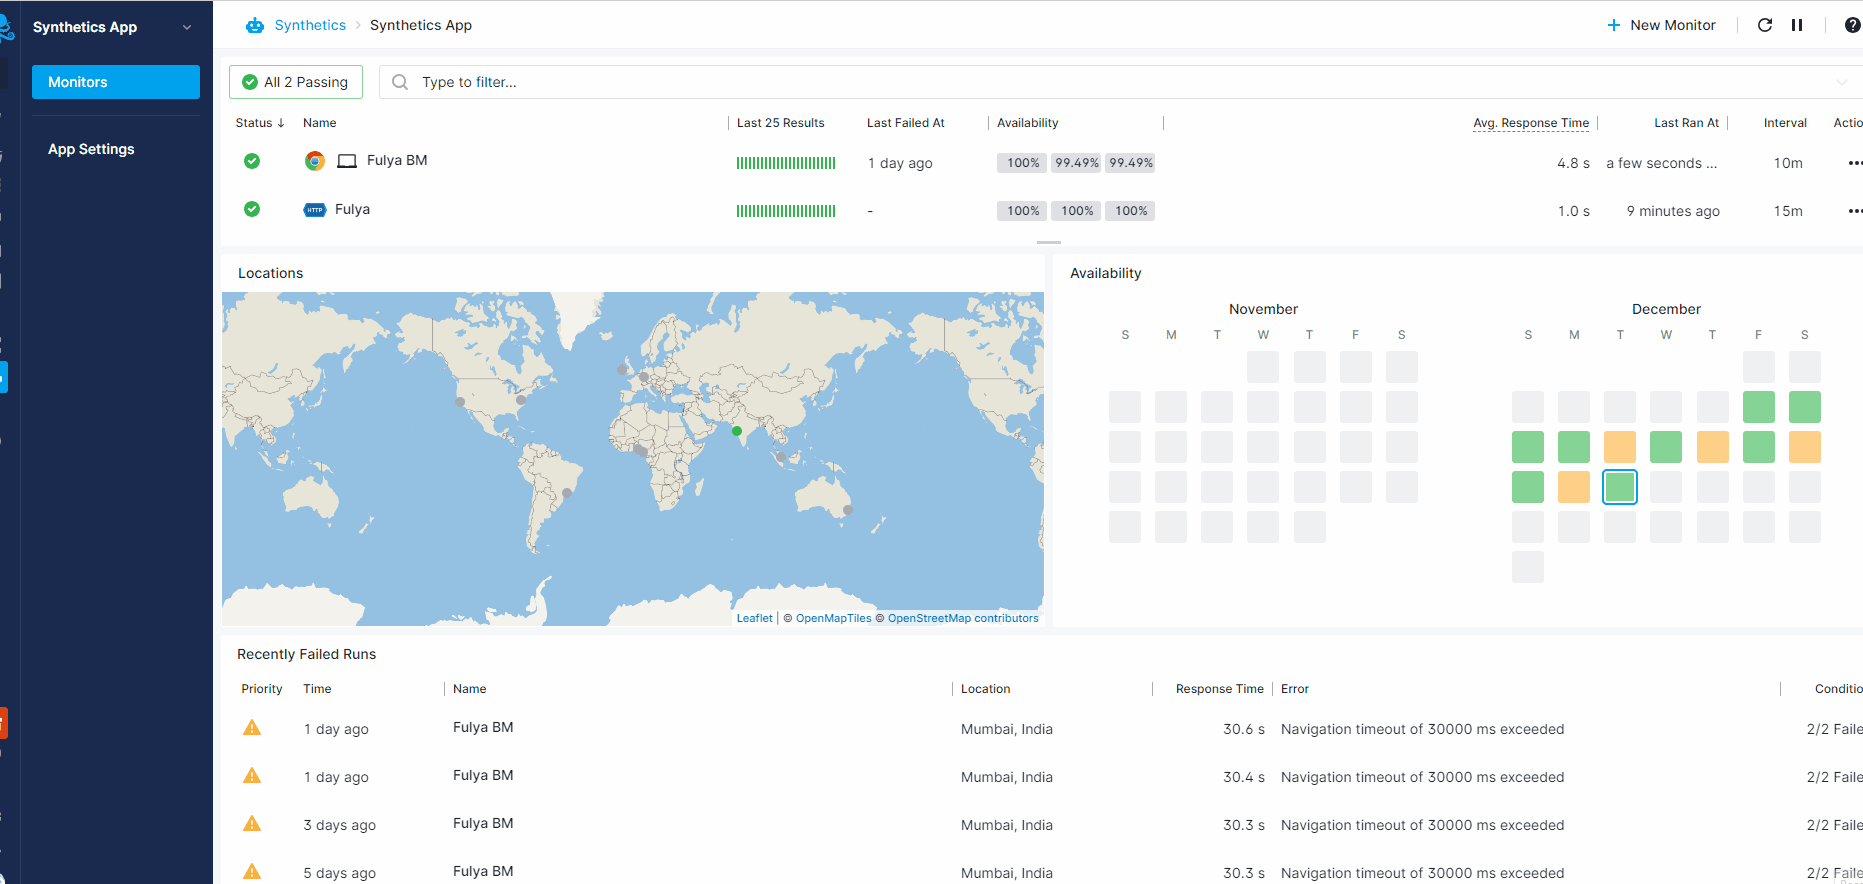 Synthetics App
Synthetics > Synthetics App
+ New Monitor
Monitors
App Settings
All 2 Passing
Type to filter...
Status ↓ Name Last 25 Results Last Failed At Availability Avg. Response Time Last Ran At Interval
Fulya BM 1 day ago 100% 99.49% 99.49% 4.8 s a few seconds ... 10m
HTTP Fulya - 100% 100% 100% 1.0 s 9 minutes ago 15m
Locations
Leaflet | © OpenMapTiles © OpenStreetMap contributors
Availability
November
S M T W T F S
December
S M T W T F S
Recently Failed Runs
Priority Time Name Location Response Time Error
1 day ago Fulya BM Mumbai, India 30.6 s Navigation timeout of 30000 ms exceeded 2/2 Faile
1 day ago Fulya BM Mumbai, India 30.4 s Navigation timeout of 30000 ms exceeded 2/2 Faile
3 days ago Fulya BM Mumbai, India 30.3 s Navigation timeout of 30000 ms exceeded 2/2 Faile
5 days ago Fulya BM Mumbai, India 30.3 s Navigation timeout of 30000 ms exceeded 2/2 Faile